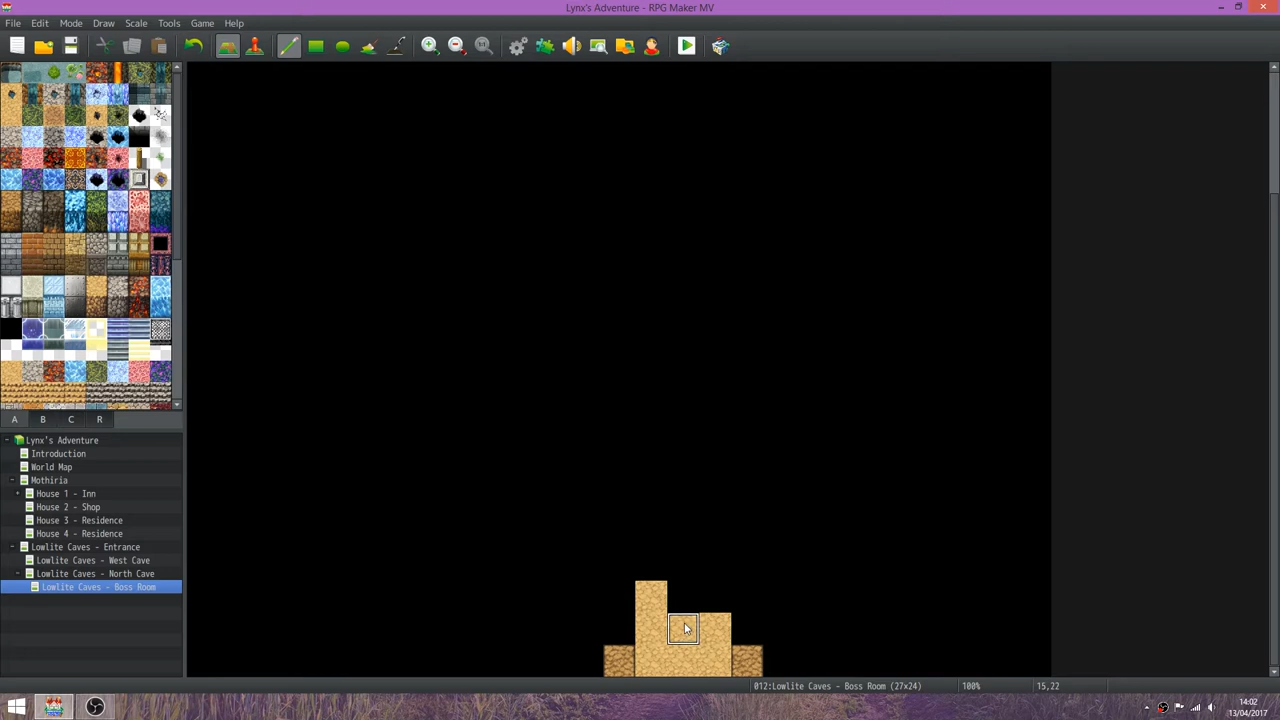 Lynx's Adventure - RPG Maker MV
File Edit Mode Draw Scale Tools Game Help
A B C R
Lynx's Adventure
Introduction
World Map
Mothiria
House 1 - Inn
House 2 - Shop
House 3 - Residence
House 4 - Residence
Lowlite Caves - Entrance
Lowlite Caves - West Cave
Lowlite Caves - North Cave
Lowlite Caves - Boss Room
012:Lowlite Caves - Boss Room (27x24) 100% 15,22
14:02
13/04/2017